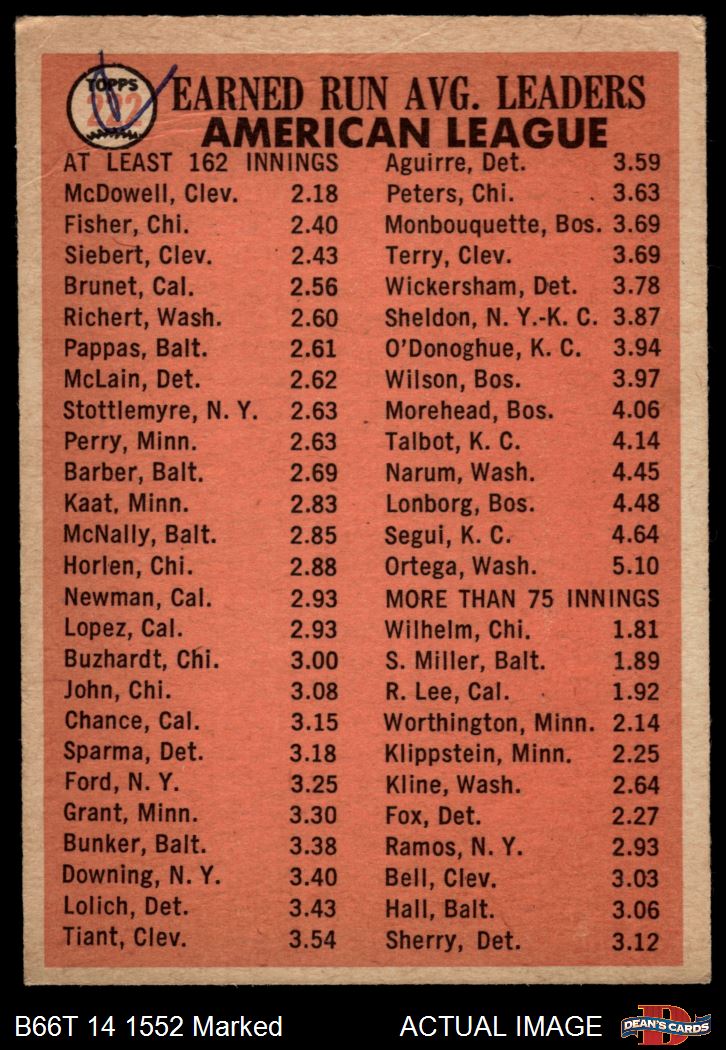 TOPPS
222
EARNED RUN AVG. LEADERS
AMERICAN LEAGUE
AT LEAST 162 INNINGS
McDowell, Clev. 2.18
Fisher, Chi. 2.40
Siebert, Clev. 2.43
Brunet, Cal. 2.56
Richert, Wash. 2.60
Pappas, Balt. 2.61
McLain, Det. 2.62
Stottlemyre, N. Y. 2.63
Perry, Minn. 2.63
Barber, Balt. 2.69
Kaat, Minn. 2.83
McNally, Balt. 2.85
Horlen, Chi. 2.88
Newman, Cal. 2.93
Lopez, Cal. 2.93
Buzhardt, Chi. 3.00
John, Chi. 3.08
Chance, Cal. 3.15
Sparma, Det. 3.18
Ford, N. Y. 3.25
Grant, Minn. 3.30
Bunker, Balt. 3.38
Downing, N. Y. 3.40
Lolich, Det. 3.43
Tiant, Clev. 3.54
Aguirre, Det. 3.59
Peters, Chi. 3.63
Monbouquette, Bos. 3.69
Terry, Clev. 3.69
Wickersham, Det. 3.78
Sheldon, N. Y.-K. C. 3.87
O'Donoghue, K. C. 3.94
Wilson, Bos. 3.97
Morehead, Bos. 4.06
Talbot, K. C. 4.14
Narum, Wash. 4.45
Lonborg, Bos. 4.48
Segui, K. C. 4.64
Ortega, Wash. 5.10
MORE THAN 75 INNINGS
Wilhelm, Chi. 1.81
S. Miller, Balt. 1.89
R. Lee, Cal. 1.92
Worthington, Minn. 2.14
Klippstein, Minn. 2.25
Kline, Wash. 2.64
Fox, Det. 2.27
Ramos, N. Y. 2.93
Bell, Clev. 3.03
Hall, Balt. 3.06
Sherry, Det. 3.12
B66T 14 1552 Marked
ACTUAL IMAGE
DEAN'S CARDS